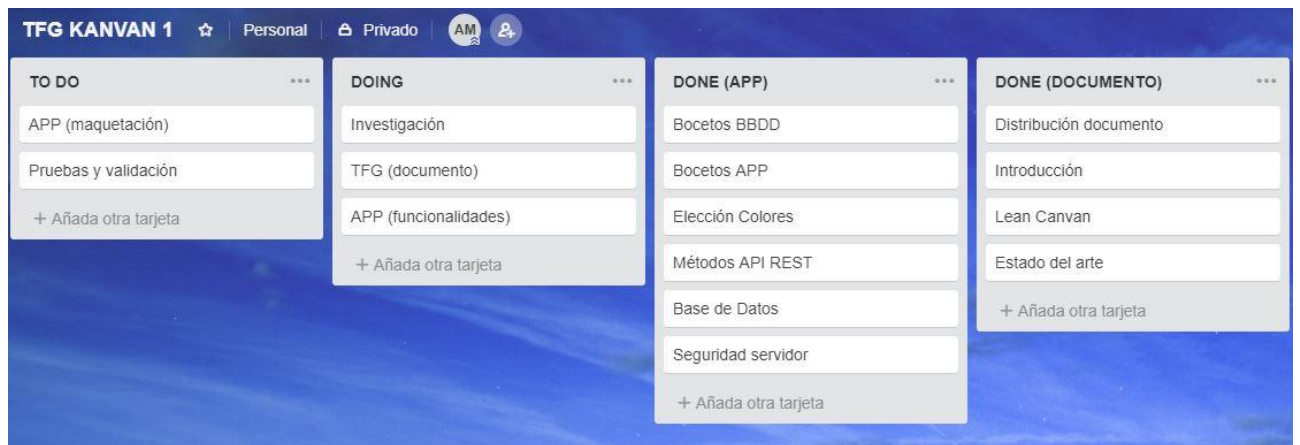 TFG KANVAN 1 Personal Privado AM
TO DO
APP (maquetación)
Pruebas y validación
+ Añada otra tarjeta
DOING
Investigación
TFG (documento)
APP (funcionalidades)
+ Añada otra tarjeta
DONE (APP)
Bocetos BBDD
Bocetos APP
Elección Colores
Métodos API REST
Base de Datos
Seguridad servidor
+ Añada otra tarjeta
DONE (DOCUMENTO)
Distribución documento
Introducción
Lean Canvan
Estado del arte
+ Añada otra tarjeta